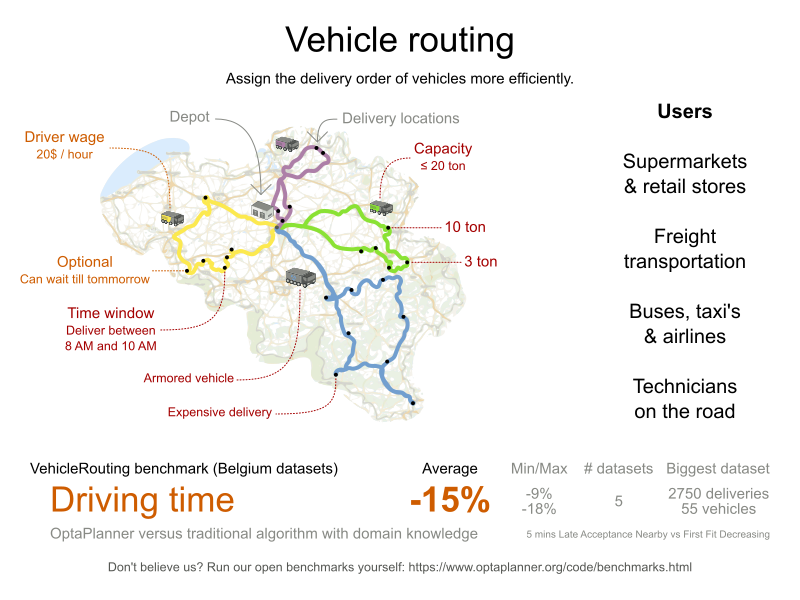 Vehicle routing
Assign the delivery order of vehicles more efficiently.
Depot
Delivery locations
Driver wage
20$ / hour
Capacity
≤ 20 ton
10 ton
3 ton
Optional
Can wait till tommorrow
Time window
Deliver between
8 AM and 10 AM
Armored vehicle
Expensive delivery
Users
Supermarkets
& retail stores
Freight
transportation
Buses, taxi's
& airlines
Technicians
on the road
VehicleRouting benchmark (Belgium datasets)
Average
Min/Max
# datasets
Biggest dataset
Driving time
-15%
-9%
-18%
5
2750 deliveries
55 vehicles
OptaPlanner versus traditional algorithm with domain knowledge
5 mins Late Acceptance Nearby vs First Fit Decreasing
Don't believe us? Run our open benchmarks yourself: https://www.optaplanner.org/code/benchmarks.html